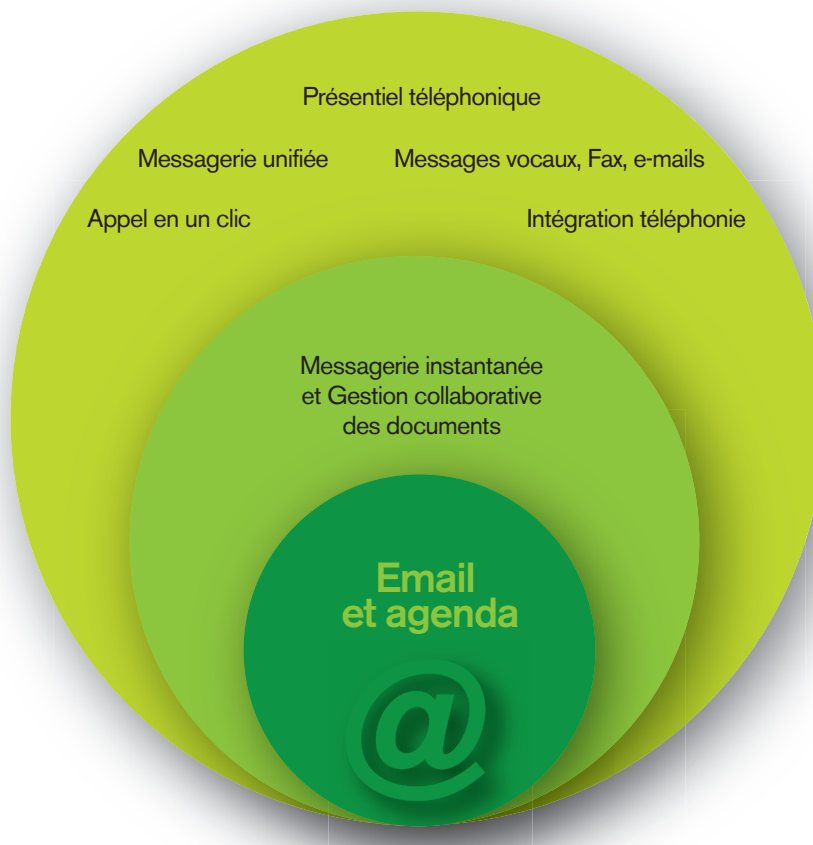 Présentiel téléphonique
Messagerie unifiée
Messages vocaux, Fax, e-mails
Appel en un clic
Intégration téléphonie
Messagerie instantanée
et Gestion collaborative
des documents
Email
et agenda
@